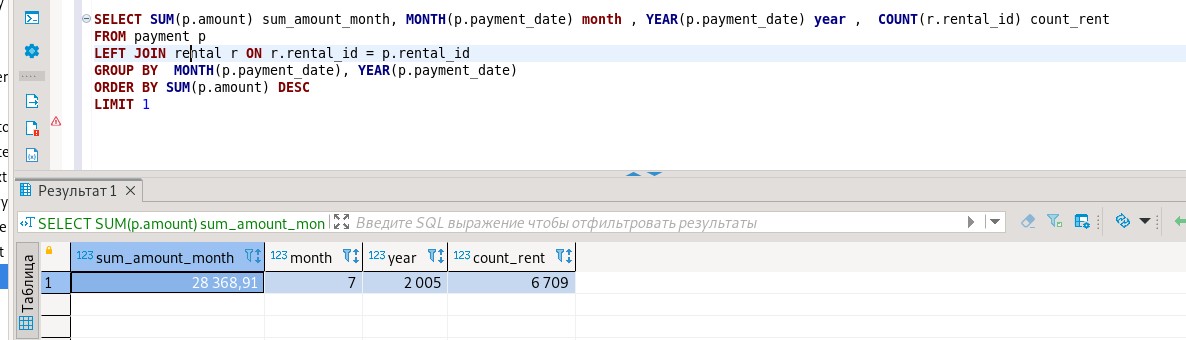 SELECT SUM(p.amount) sum_amount_month, MONTH(p.payment_date) month , YEAR(p.payment_date) year , COUNT(r.rental_id) count_rent
FROM payment p
LEFT JOIN rental r ON r.rental_id = p.rental_id
GROUP BY MONTH(p.payment_date), YEAR(p.payment_date)
ORDER BY SUM(p.amount) DESC
LIMIT 1
Результат 1
SELECT SUM(p.amount) sum_amount_mon
Введите SQL выражение чтобы отфильтровать результаты
Таблица
123 sum_amount_month 123 month 123 year 123 count_rent
1 28 368,91 7 2 005 6 709